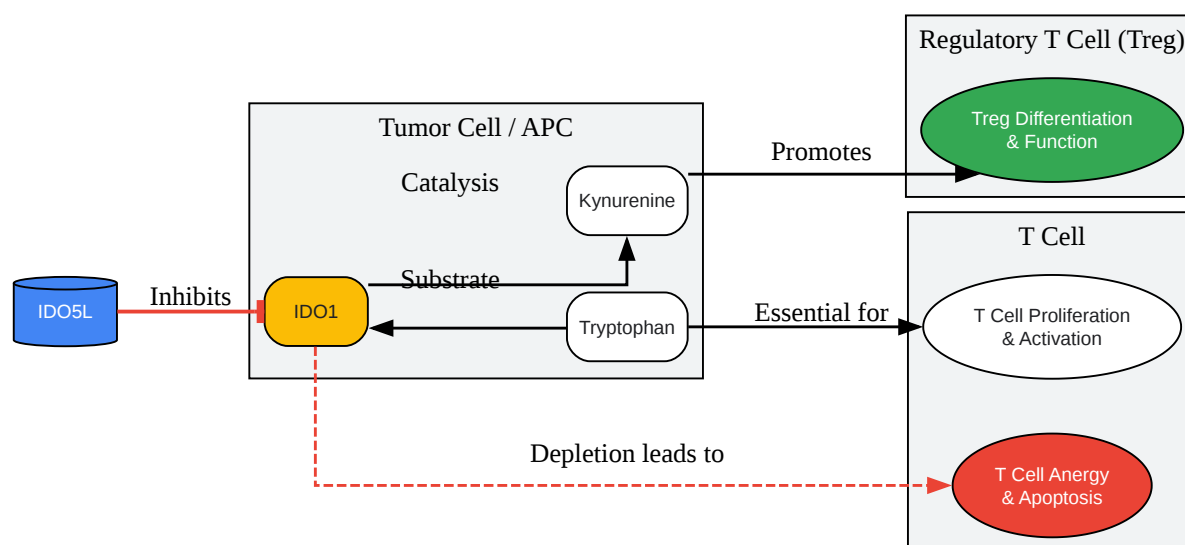 Regulatory T Cell (Treg)
Treg Differentiation
& Function
Tumor Cell / APC
Promotes
Catalysis
Kynurenine
T Cell
Substrate
Inhibits
IDO5L
IDO1
Tryptophan
Essential for
T Cell Proliferation
& Activation
Depletion leads to
T Cell Anergy
& Apoptosis